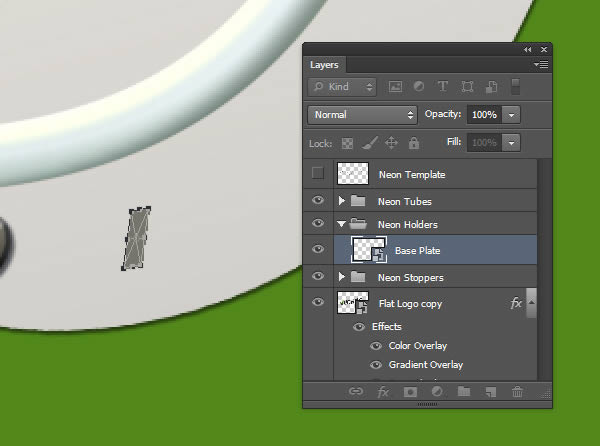 Layers
Kind
Normal
Opacity: 100%
Lock:
Fill: 100%
Neon Template
Neon Tubes
Neon Holders
Base Plate
Neon Stoppers
Flat Logo copy
fx
Effects
Color Overlay
Gradient Overlay
fx